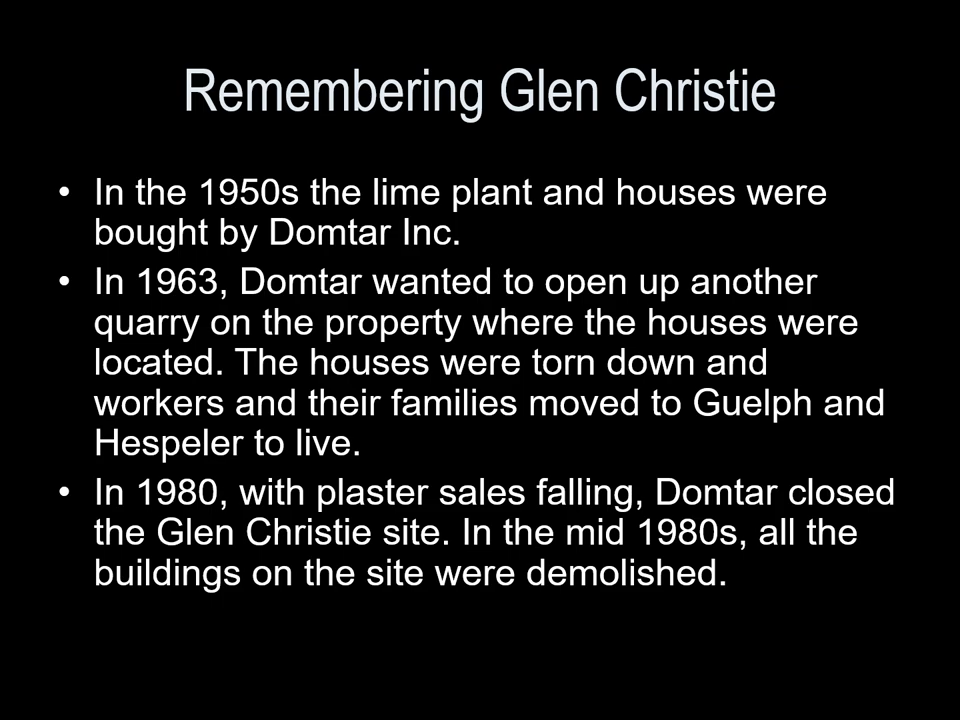 Remembering Glen Christie
• In the 1950s the lime plant and houses were
bought by Domtar Inc.
• In 1963, Domtar wanted to open up another
quarry on the property where the houses were
located. The houses were torn down and
workers and their families moved to Guelph and
Hespeler to live.
• In 1980, with plaster sales falling, Domtar closed
the Glen Christie site. In the mid 1980s, all the
buildings on the site were demolished.